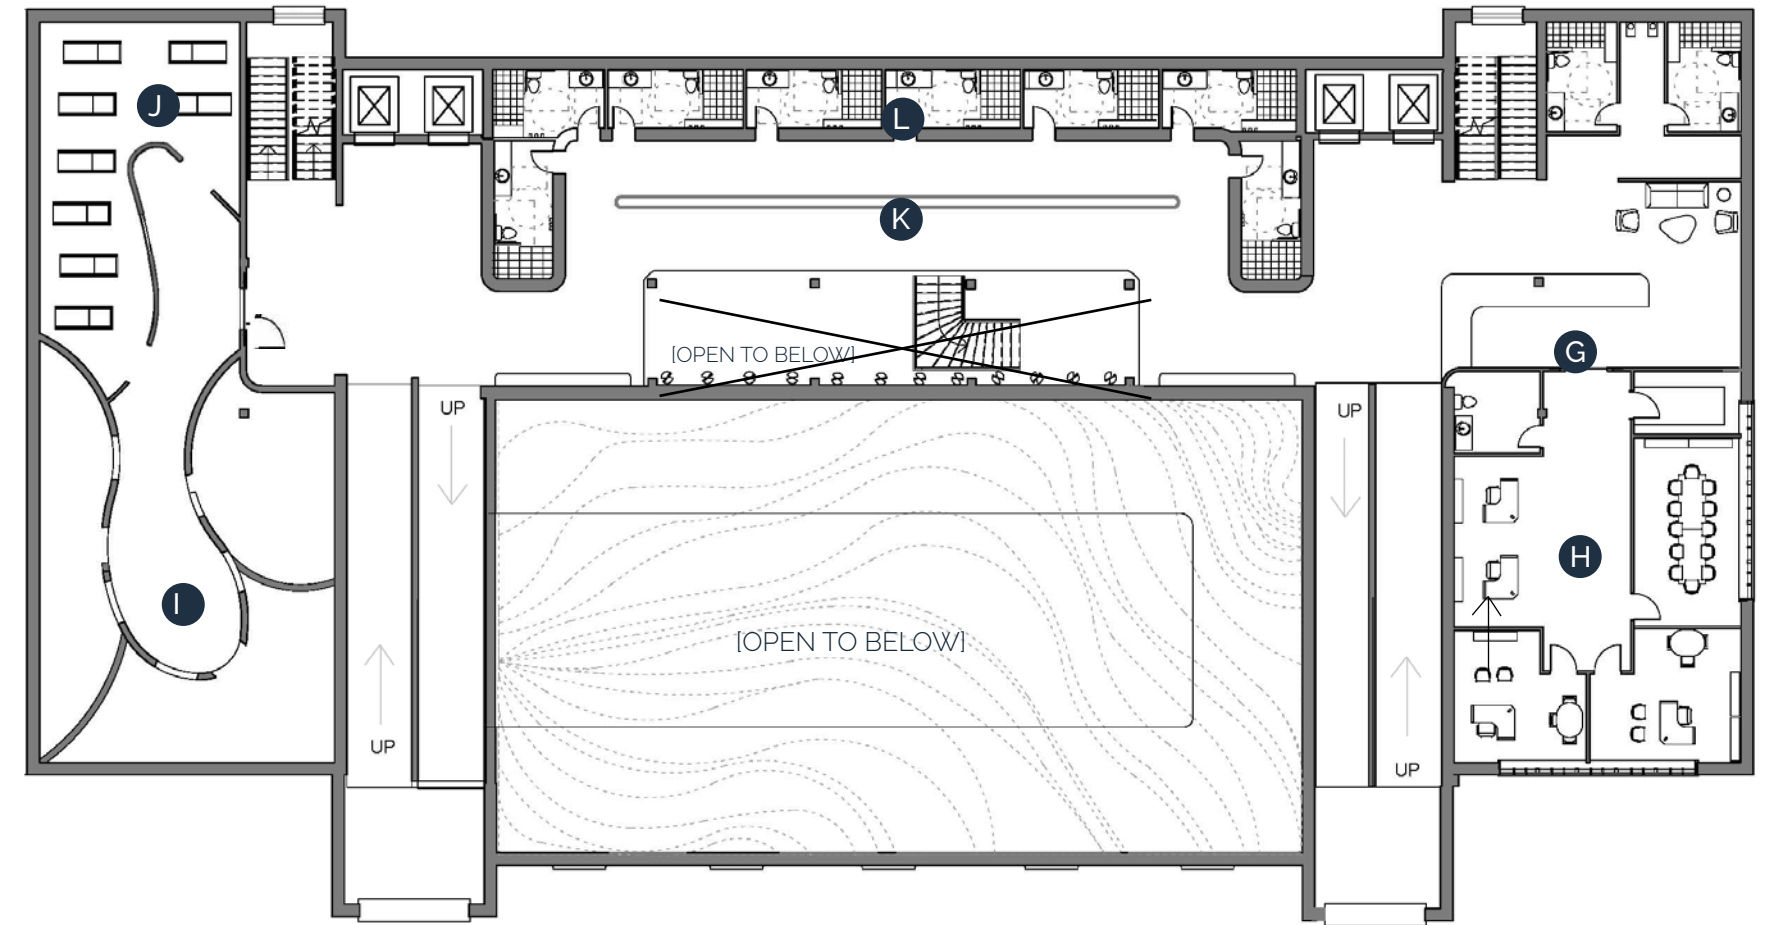 J
L
K
G
[OPEN TO BELOW]
UP
UP
H
I
[OPEN TO BELOW]
UP
UP